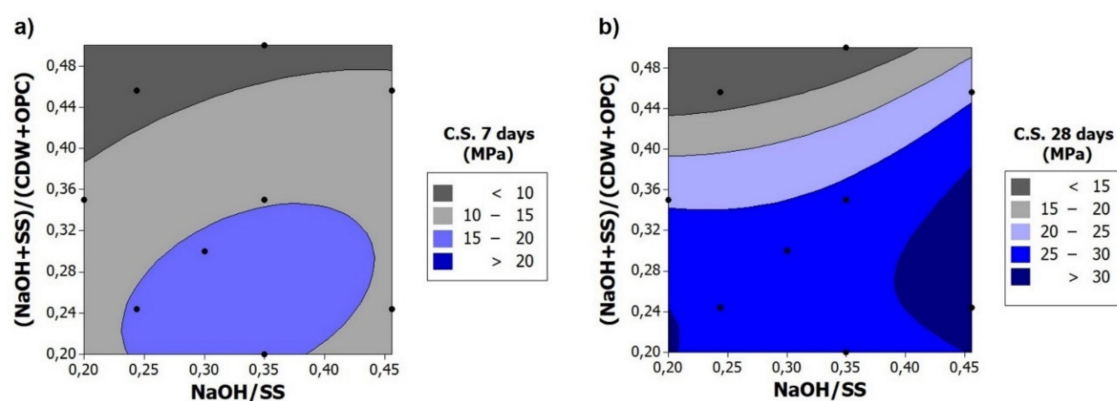 a)
(NaOH+SS)/(CDW+OPC)
0,48
0,44
0,40
0,36
0,32
0,28
0,24
0,20
0,20 0,25 0,30 0,35 0,40 0,45
NaOH/SS
C.S. 7 days
(MPa)
< 10
10 – 15
15 – 20
> 20
b)
(NaOH+SS)/(CDW+OPC)
0,48
0,44
0,40
0,36
0,32
0,28
0,24
0,20
0,20 0,25 0,30 0,35 0,40 0,45
NaOH/SS
C.S. 28 days
(MPa)
< 15
15 – 20
20 – 25
25 – 30
> 30